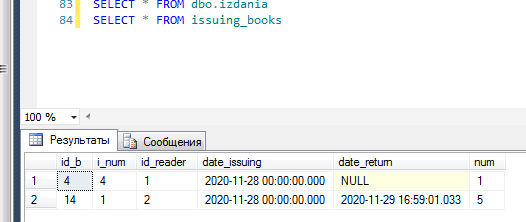 83 SELECT * FROM dbo.izdania
84 SELECT * FROM issuing_books
100 %
Результаты Сообщения
id_b i_num id_reader date_issuing date_return num
1 4 4 1 2020-11-28 00:00:00.000 NULL 1
2 14 1 2 2020-11-28 00:00:00.000 2020-11-29 16:59:01.033 5